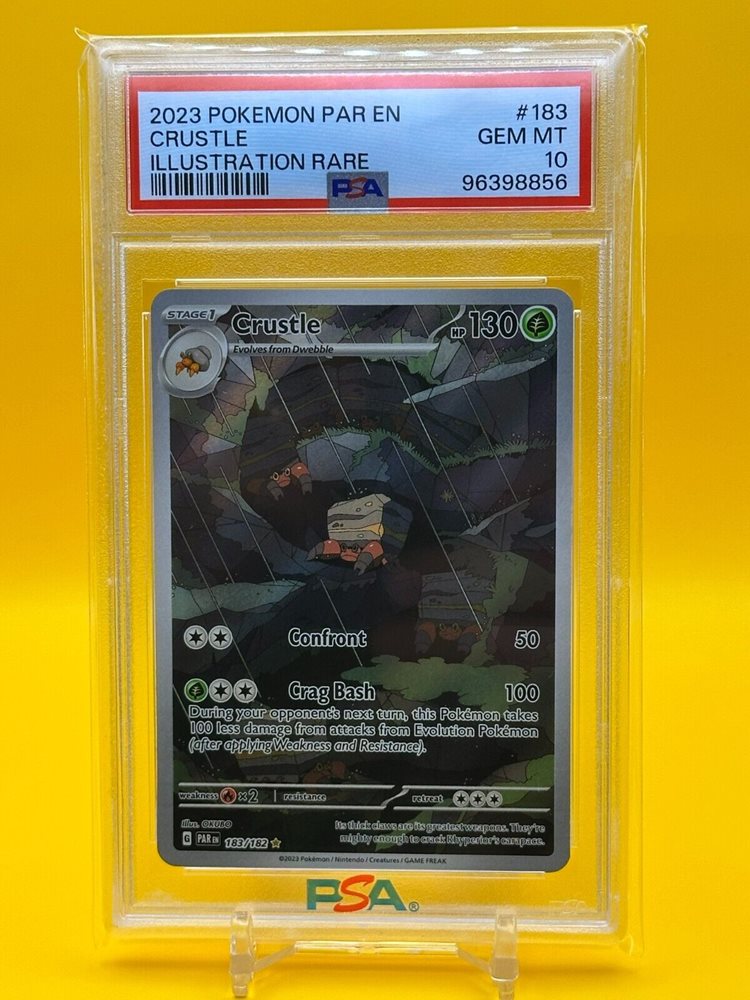 2023 POKEMON PAR EN #183
CRUSTLE GEM MT
ILLUSTRATION RARE 10
PSA 96398856
STAGE 1 Crustle HP 130
Evolves from Dwebble
Confront 50
Crag Bash 100
During your opponent's next turn, this Pokémon takes
100 less damage from attacks from Evolution Pokémon
(after applying Weakness and Resistance).
weakness x2 resistance retreat
Illus. OKUBO
Its thick claws are its greatest weapons. They're
mighty enough to crack Rhyperior's carapace.
G PAR EN 183/182
©2023 Pokémon / Nintendo / Creatures / GAME FREAK
PSA®